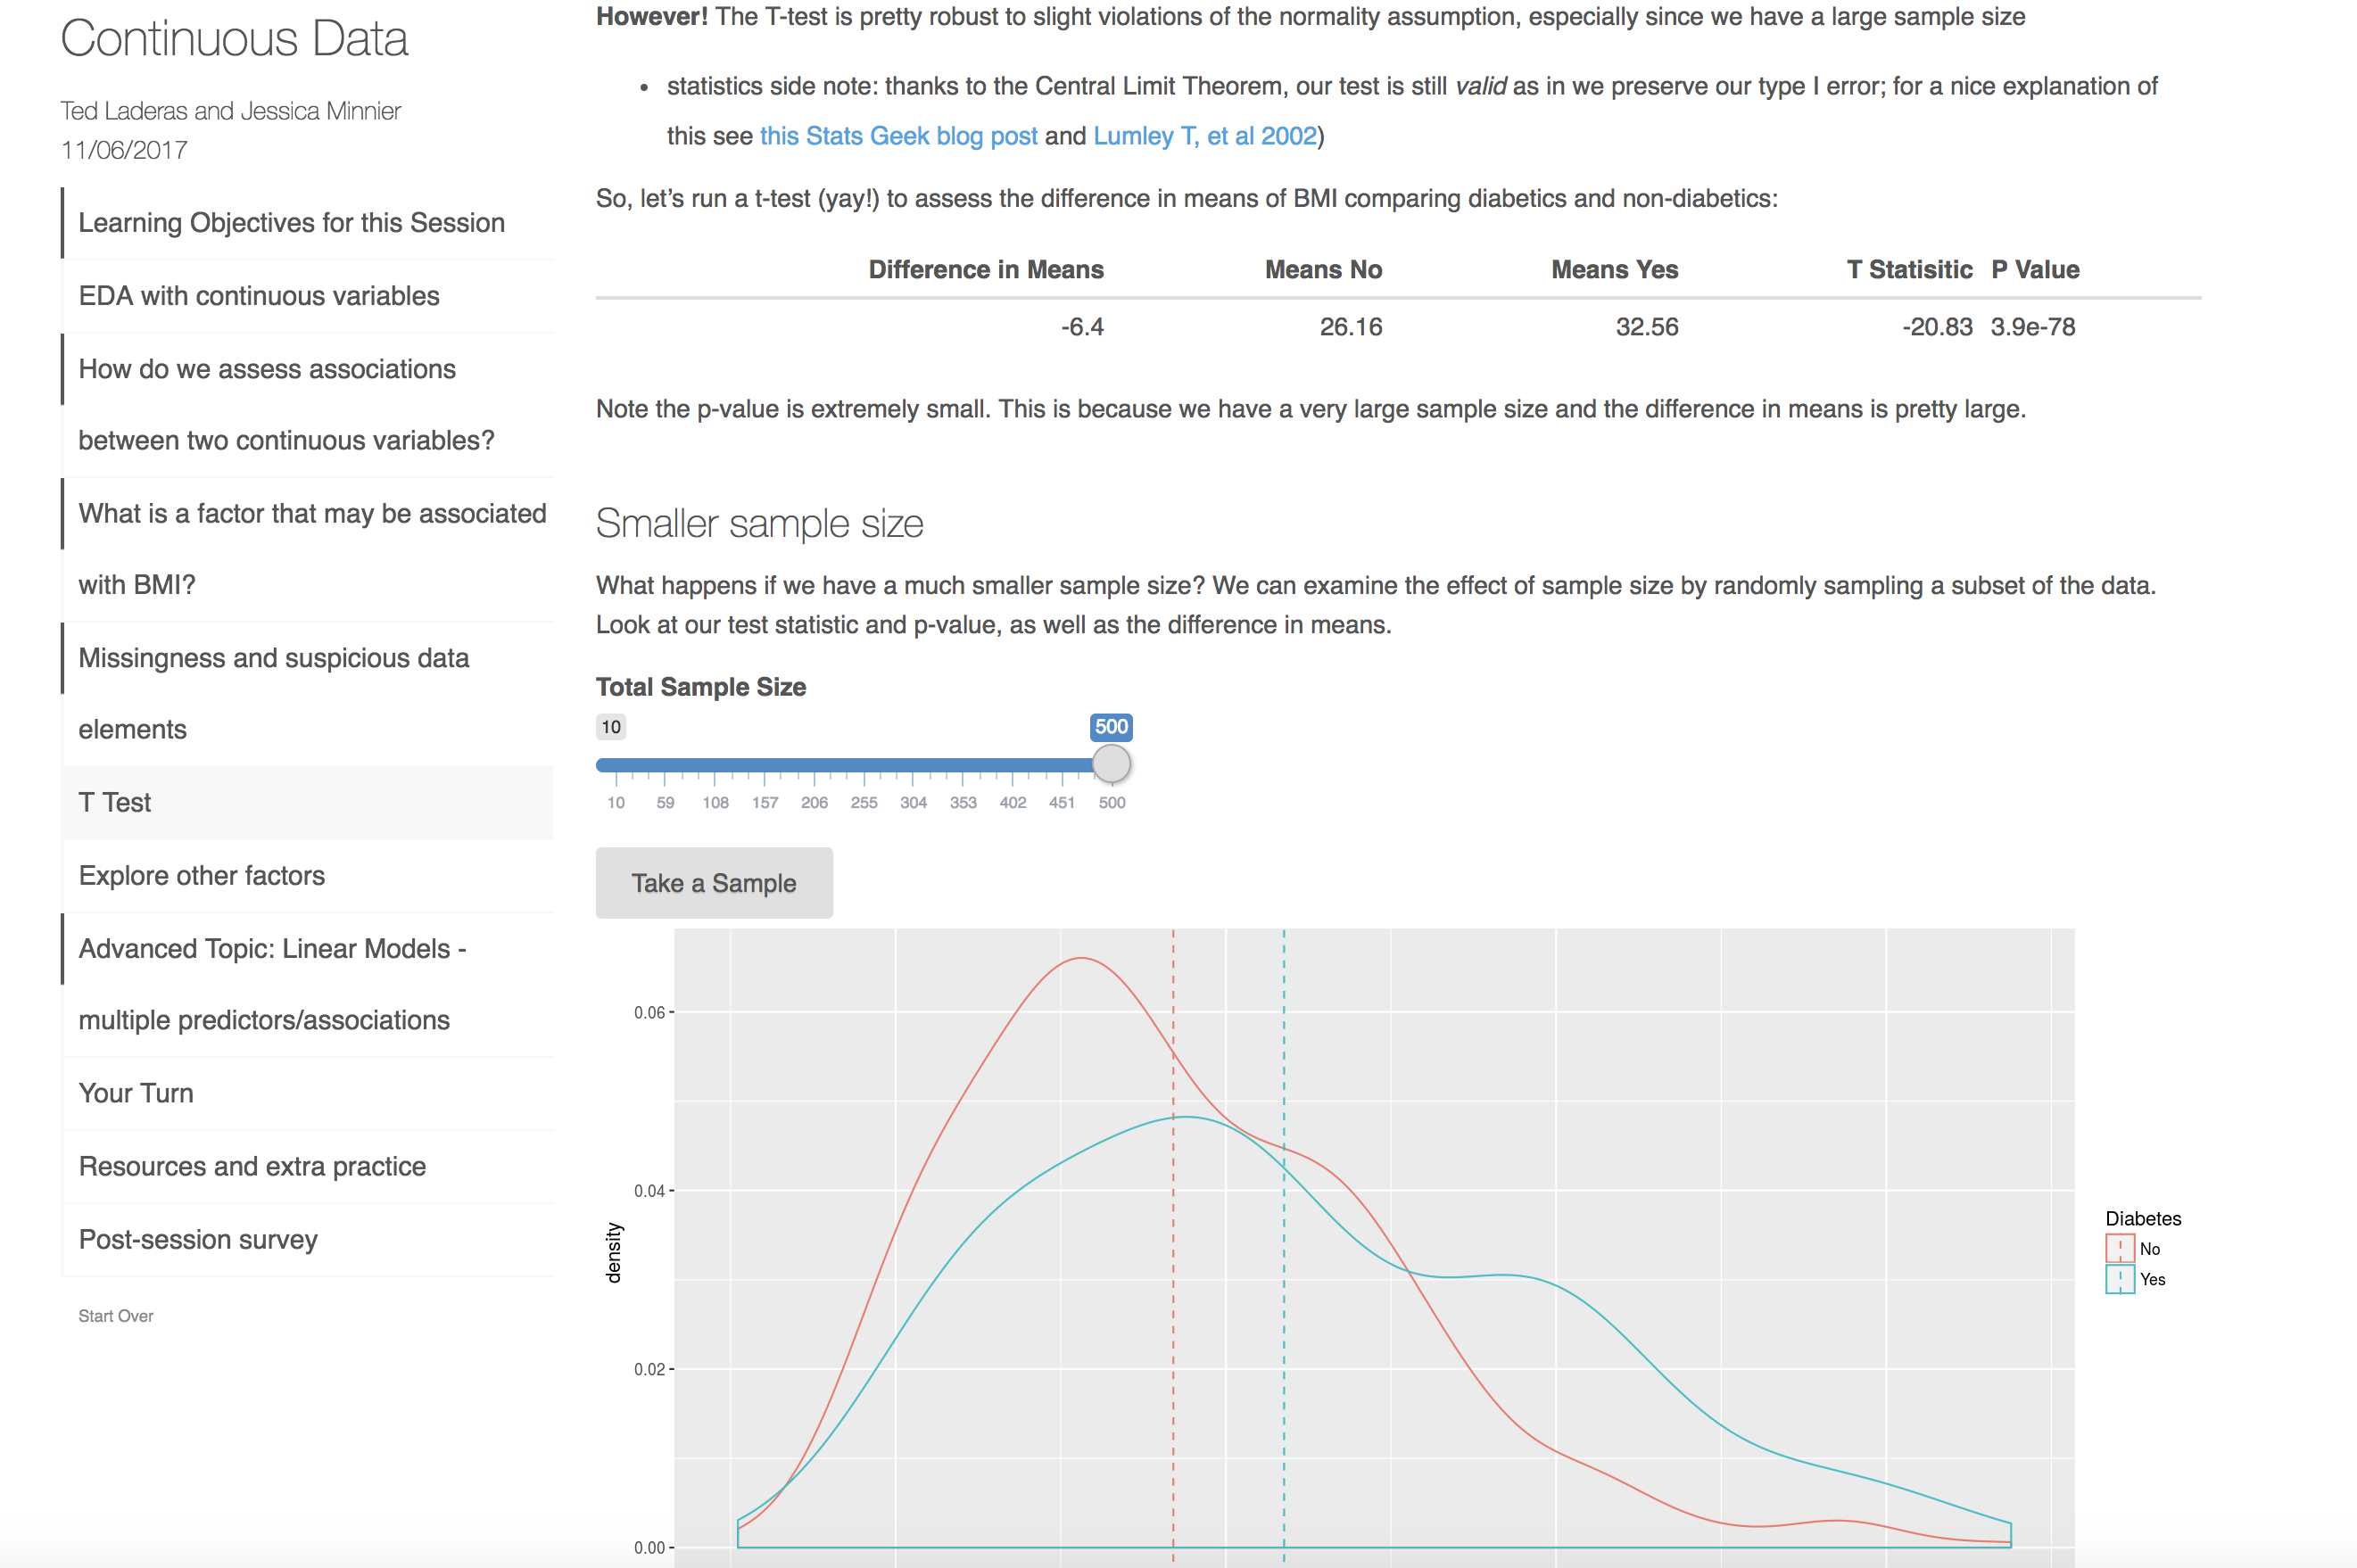 Continuous Data
Ted Laderas and Jessica Minnier
11/06/2017
Learning Objectives for this Session
EDA with continuous variables
How do we assess associations
between two continuous variables?
What is a factor that may be associated
with BMI?
Missingness and suspicious data
elements
T Test
Explore other factors
Advanced Topic: Linear Models -
multiple predictors/associations
Your Turn
Resources and extra practice
Post-session survey
Start Over
However! The T-test is pretty robust to slight violations of the normality assumption, especially since we have a large sample size
• statistics side note: thanks to the Central Limit Theorem, our test is still valid as in we preserve our type I error; for a nice explanation of
this see this Stats Geek blog post and Lumley T, et al 2002)
So, let’s run a t-test (yay!) to assess the difference in means of BMI comparing diabetics and non-diabetics:
Difference in Means Means No Means Yes T Statisitic P Value
-6.4 26.16 32.56 -20.83 3.9e-78
Note the p-value is extremely small. This is because we have a very large sample size and the difference in means is pretty large.
Smaller sample size
What happens if we have a much smaller sample size? We can examine the effect of sample size by randomly sampling a subset of the data.
Look at our test statistic and p-value, as well as the difference in means.
Total Sample Size
10 500
10 59 108 157 206 255 304 353 402 451 500
Take a Sample
0.06
0.04
0.02
0.00
density
Diabetes
No
Yes